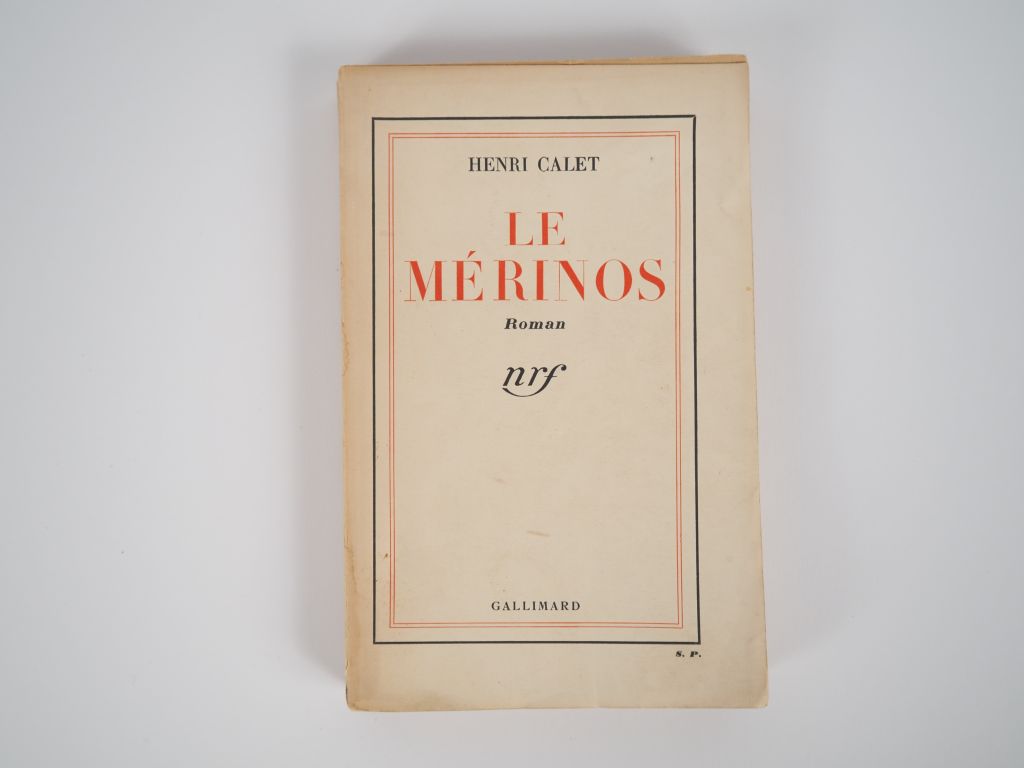 HENRI CALET
LE
MÉRINOS
Roman
nrf
GALLIMARD
S. P.